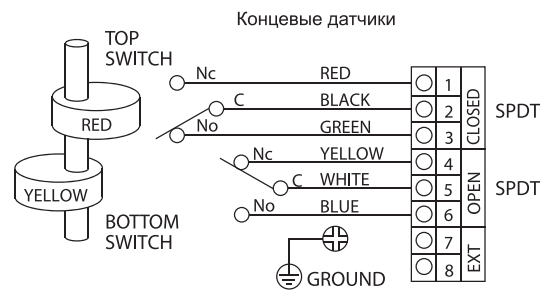 Концевые датчики
TOP
SWITCH
RED
YELLOW
BOTTOM
SWITCH
Nc RED 1
C BLACK 2
No GREEN 3
CLOSED
SPDT
Nc YELLOW 4
C WHITE 5
No BLUE 6
OPEN
SPDT
7
8
EXT
GROUND